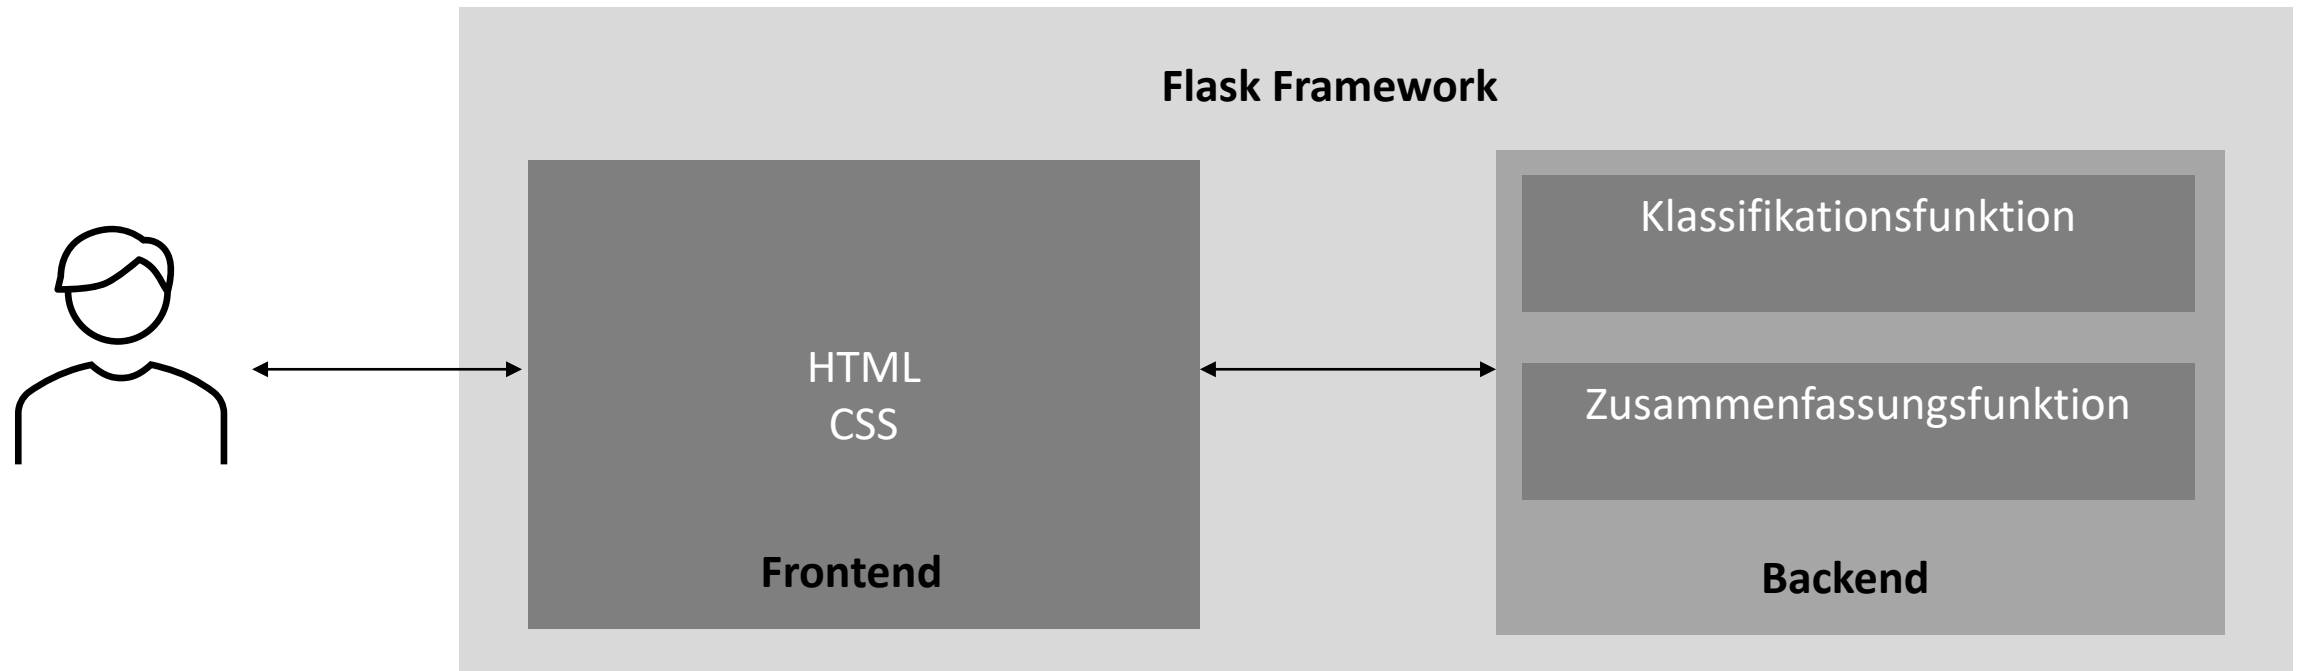 Flask Framework
HTML
CSS
Frontend
Klassifikationsfunktion
Zusammenfassungsfunktion
Backend